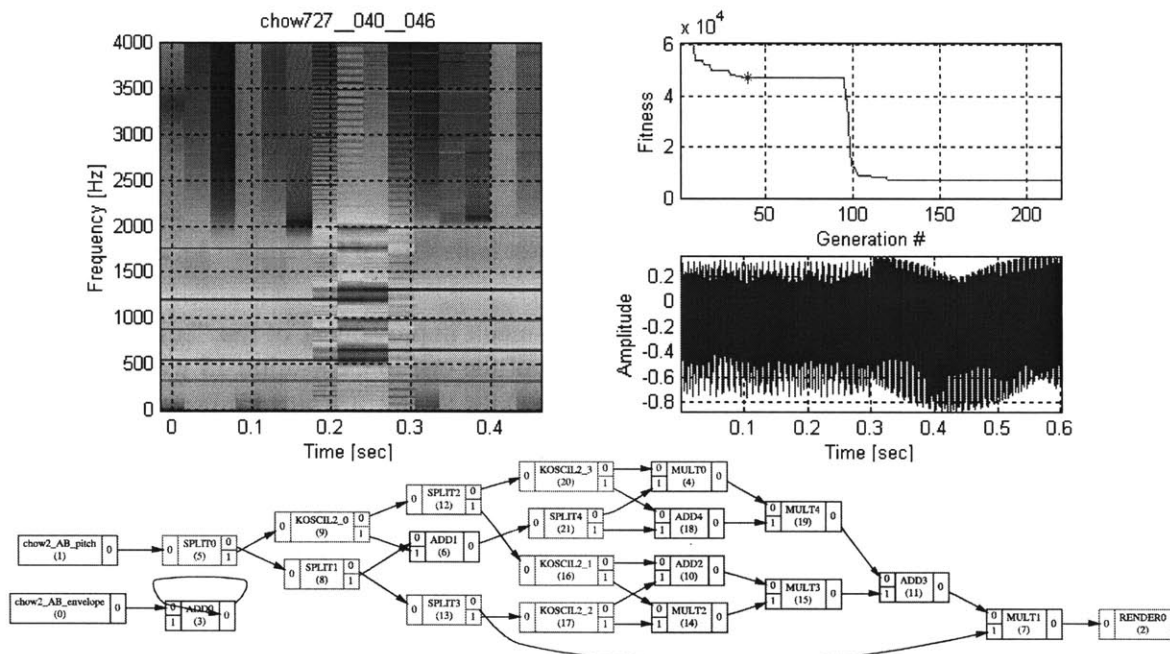 chow727__040__046
4000
3500
3000
2500
2000
1500
1000
500
0
Frequency [Hz]
0 0.1 0.2 0.3 0.4
Time [sec]
x 10^4
6
4
2
0
Fitness
50 100 150 200
Generation #
0.2
0
-0.2
-0.4
-0.6
-0.8
Amplitude
0.1 0.2 0.3 0.4 0.5 0.6
Time [sec]
chow2_AB_pitch
(1)
0
chow2_AB_envelope
(0)
0
0 SPLIT0 0
(5) 1
0 ADD0 0
1 (3)
0 KOSCIL2_0 0
(9) 1
0 SPLIT1 0
(8) 1
0 SPLIT2 0
(12) 1
0 ADD1 0
1 (6)
0 SPLIT3 0
(13) 1
0 KOSCIL2_3 0
(20) 1
0 SPLIT4 0
(21) 1
0 KOSCIL2_1 0
(16) 1
0 KOSCIL2_2 0
(17) 1
0 MULT0 0
1 (4)
0 ADD4 0
1 (18)
0 ADD2 0
1 (10)
0 MULT2 0
1 (14)
0 MULT4 0
1 (19)
0 MULT3 0
1 (15)
0 ADD3 0
1 (11)
0 MULT1 0
1 (7)
0 RENDER0
(2)